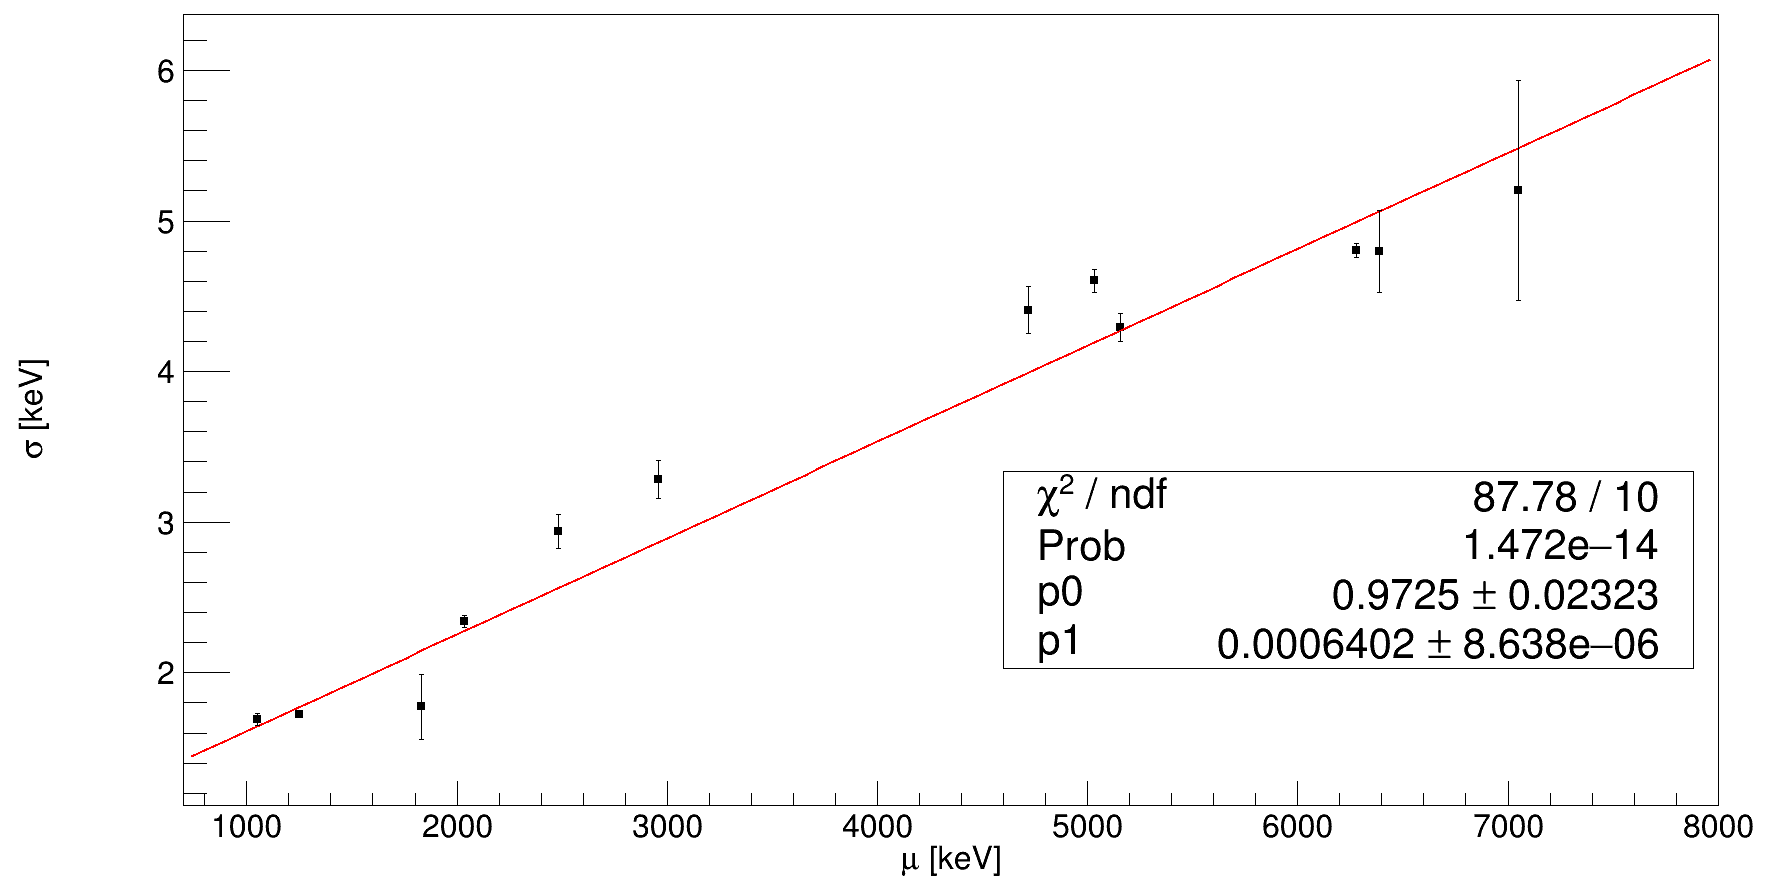 6
5
4
3
2
σ [keV]
χ² / ndf 87.78 / 10
Prob 1.472e−14
p0 0.9725 ± 0.02323
p1 0.0006402 ± 8.638e−06
1000 2000 3000 4000 5000 6000 7000 8000
μ [keV]